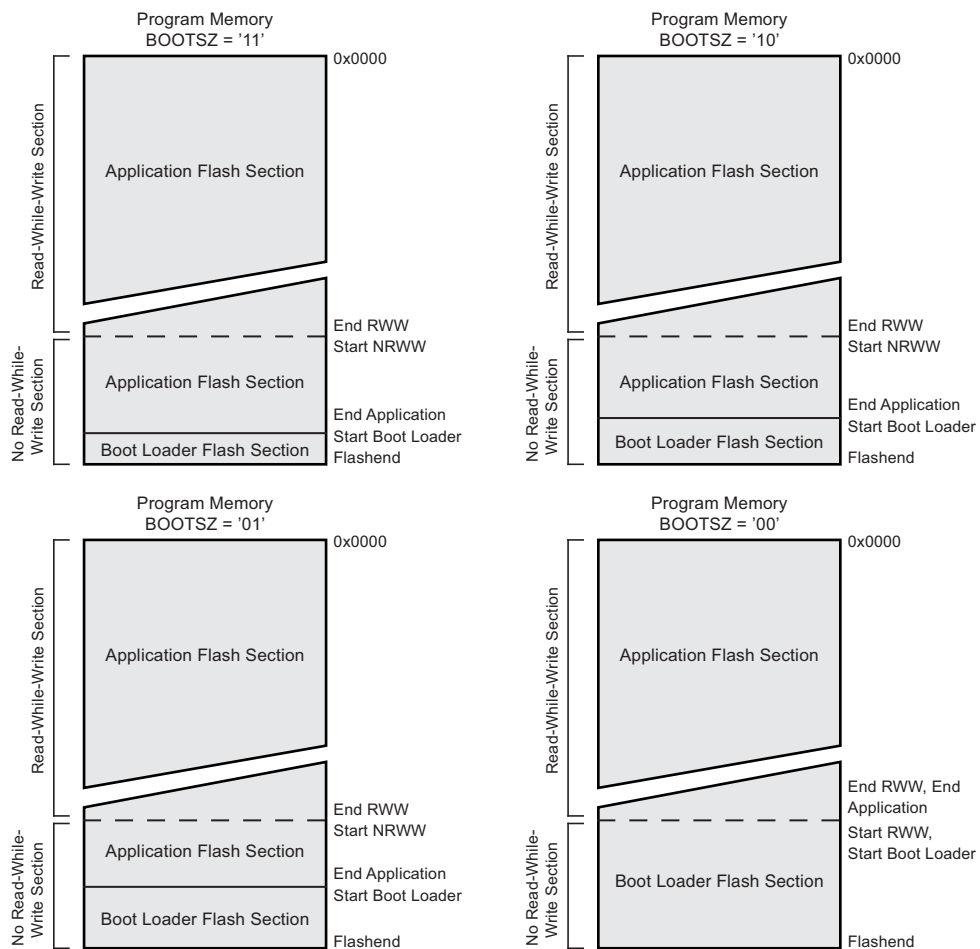 Program Memory
BOOTSZ = '11'
0x0000
Read-While-Write Section
Application Flash Section
End RWW
Start NRWW
No Read-While-
Write Section
Application Flash Section
End Application
Start Boot Loader
Boot Loader Flash Section
Flashend
Program Memory
BOOTSZ = '10'
0x0000
Read-While-Write Section
Application Flash Section
End RWW
Start NRWW
No Read-While-
Write Section
Application Flash Section
End Application
Start Boot Loader
Boot Loader Flash Section
Flashend
Program Memory
BOOTSZ = '01'
0x0000
Read-While-Write Section
Application Flash Section
End RWW
Start NRWW
No Read-While-
Write Section
Application Flash Section
End Application
Start Boot Loader
Boot Loader Flash Section
Flashend
Program Memory
BOOTSZ = '00'
0x0000
Read-While-Write Section
Application Flash Section
End RWW, End
Application
Start RWW,
Start Boot Loader
No Read-While-
Write Section
Boot Loader Flash Section
Flashend